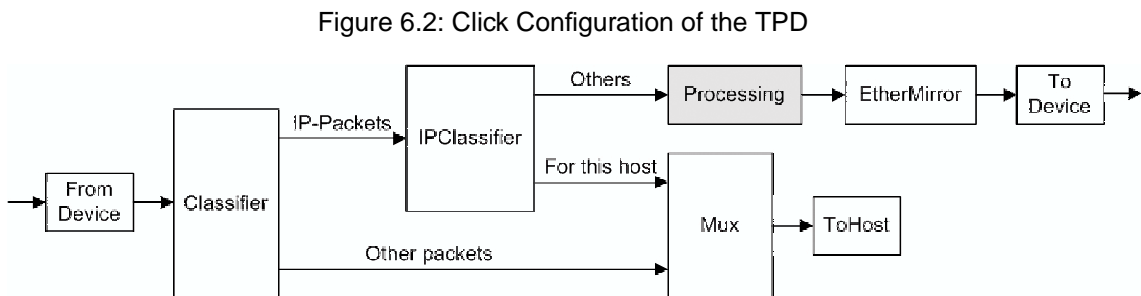 Figure 6.2: Click Configuration of the TPD
Others
Processing
EtherMirror
To
Device
IP-Packets
IPClassifier
For this host
From
Device
Classifier
Mux
ToHost
Other packets